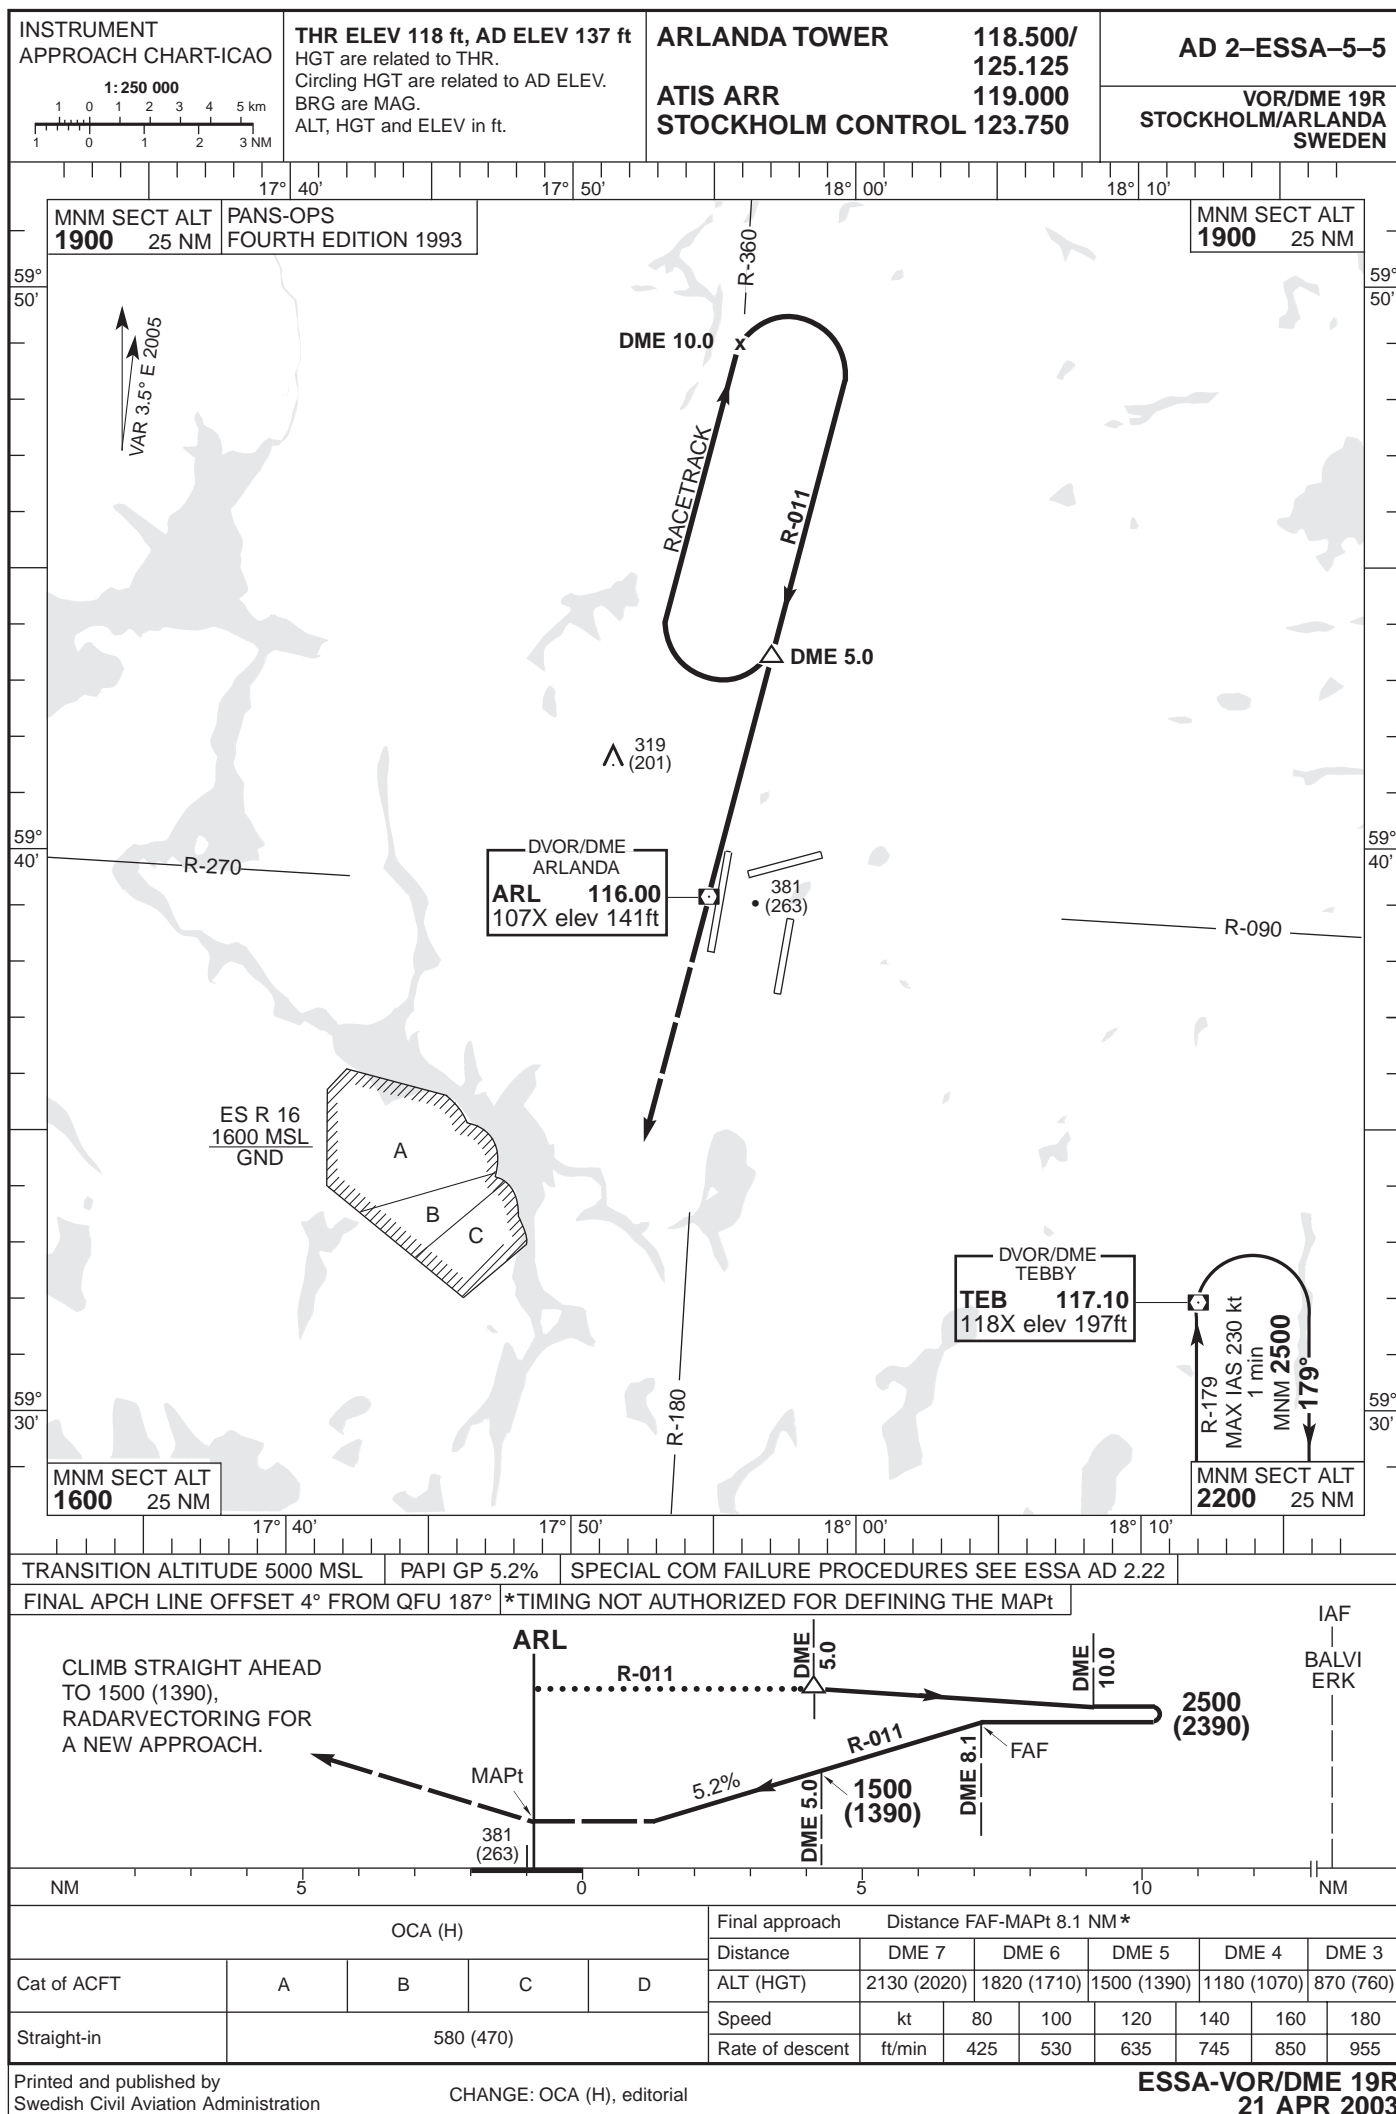 INSTRUMENT
APPROACH CHART-ICAO
1: 250 000
1 0 1 2 3 4 5 km
1 0 1 2 3 NM
THR ELEV 118 ft, AD ELEV 137 ft
HGT are related to THR.
Circling HGT are related to AD ELEV.
BRG are MAG.
ALT, HGT and ELEV in ft.
ARLANDA TOWER 118.500/
125.125
ATIS ARR 119.000
STOCKHOLM CONTROL 123.750
AD 2–ESSA–5–5
VOR/DME 19R
STOCKHOLM/ARLANDA
SWEDEN
17° 40’ 17° 50’ 18° 00’ 18° 10’
MNM SECT ALT
1900 25 NM
PANS-OPS
FOURTH EDITION 1993
MNM SECT ALT
1900 25 NM
59°
50’
59°
50’
VAR 3.5° E 2005
R-360
DME 10.0 x
RACETRACK
R-011
DME 5.0
319
(201)
59°
40’
59°
40’
R-270
DVOR/DME
ARLANDA
ARL 116.00
107X elev 141ft
381
(263)
R-090
ES R 16
1600 MSL
GND
A
B
C
DVOR/DME
TEBBY
TEB 117.10
118X elev 197ft
R-179
MAX IAS 230 kt
1 min
MNM 2500
179°
R-180
59°
30’
59°
30’
MNM SECT ALT
1600 25 NM
MNM SECT ALT
2200 25 NM
17° 40’ 17° 50’ 18° 00’ 18° 10’
TRANSITION ALTITUDE 5000 MSL PAPI GP 5.2% SPECIAL COM FAILURE PROCEDURES SEE ESSA AD 2.22
FINAL APCH LINE OFFSET 4° FROM QFU 187° *TIMING NOT AUTHORIZED FOR DEFINING THE MAPt
CLIMB STRAIGHT AHEAD
TO 1500 (1390),
RADARVECTORING FOR
A NEW APPROACH.
ARL
R-011
DME
5.0
DME
10.0
IAF
BALVI
ERK
2500
(2390)
R-011
FAF
DME 8.1
MAPt
5.2%
1500
(1390)
DME 5.0
381
(263)
NM 5 0 5 10 NM
OCA (H)
Cat of ACFT A B C D
Straight-in 580 (470)
Final approach Distance FAF-MAPt 8.1 NM *
Distance DME 7 DME 6 DME 5 DME 4 DME 3
ALT (HGT) 2130 (2020) 1820 (1710) 1500 (1390) 1180 (1070) 870 (760)
Speed kt 80 100 120 140 160 180
Rate of descent ft/min 425 530 635 745 850 955
Printed and published by
Swedish Civil Aviation Administration
CHANGE: OCA (H), editorial
ESSA-VOR/DME 19R
21 APR 2003